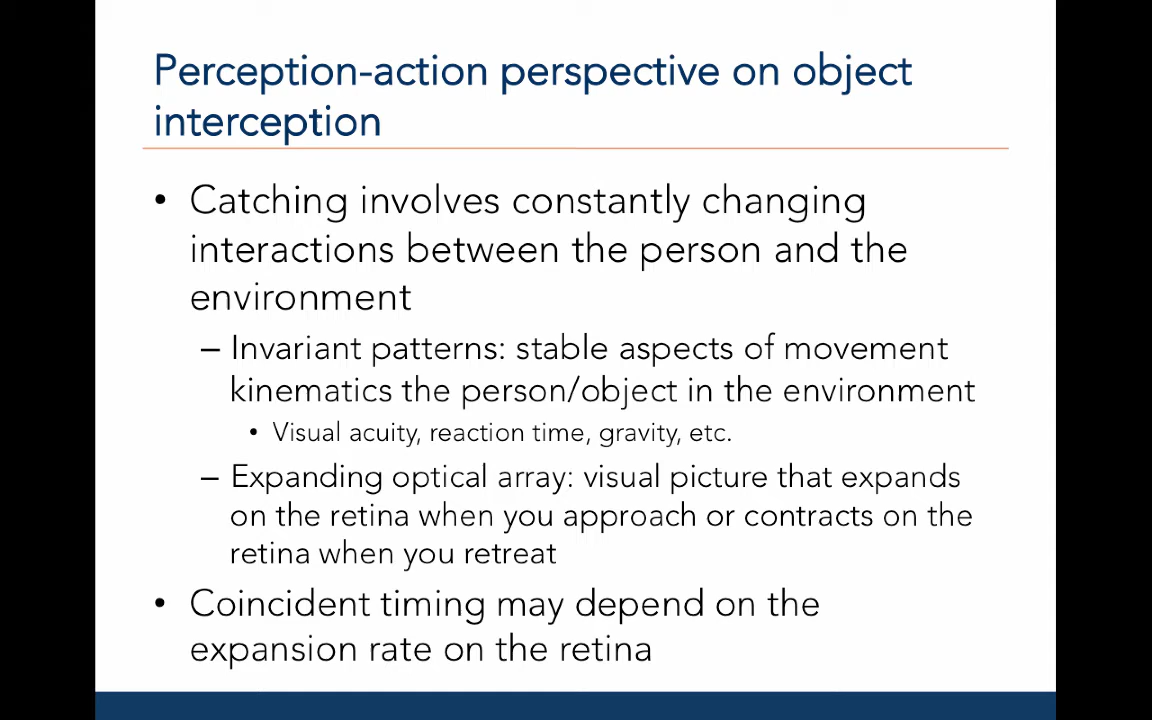 Perception-action perspective on object
interception
• Catching involves constantly changing
interactions between the person and the
environment
– Invariant patterns: stable aspects of movement
kinematics the person/object in the environment
• Visual acuity, reaction time, gravity, etc.
– Expanding optical array: visual picture that expands
on the retina when you approach or contracts on the
retina when you retreat
• Coincident timing may depend on the
expansion rate on the retina